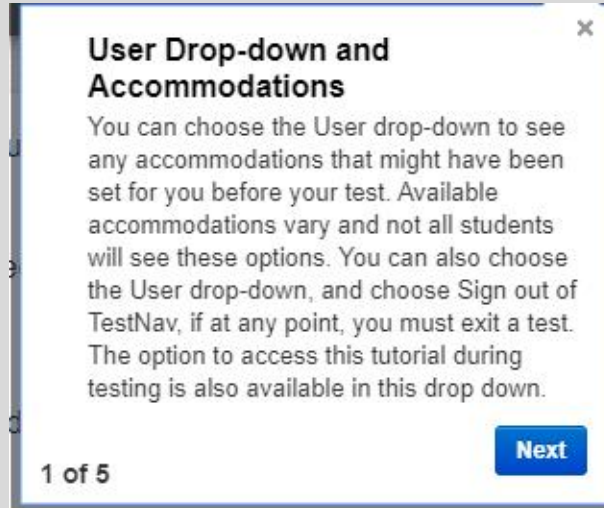 ×
User Drop-down and
Accommodations
You can choose the User drop-down to see
any accommodations that might have been
set for you before your test. Available
accommodations vary and not all students
will see these options. You can also choose
the User drop-down, and choose Sign out of
TestNav, if at any point, you must exit a test.
The option to access this tutorial during
testing is also available in this drop down.
Next
1 of 5